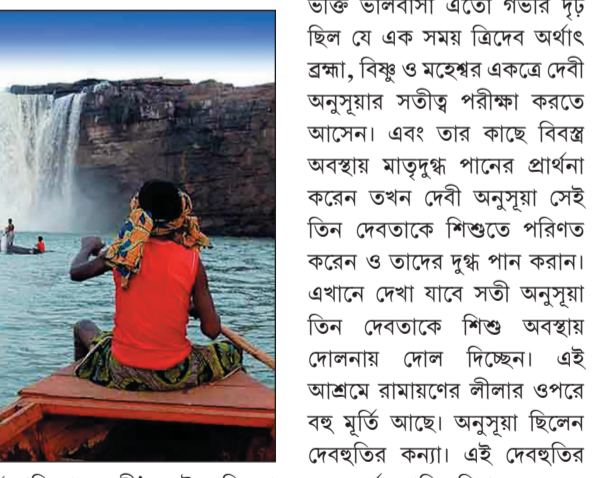 ভক্তি ভালবাসা এতো গভীর দৃঢ়
ছিল যে এক সময় ত্রিদেব অর্থাৎ
ব্রহ্মা, বিষ্ণু ও মহেশ্বর একত্রে দেবী
অনুসূয়ার সতীত্ব পরীক্ষা করতে
আসেন। এবং তার কাছে বিবস্ত্র
অবস্থায় মাতৃদুগ্ধ পানের প্রার্থনা
করেন তখন দেবী অনুসূয়া সেই
তিন দেবতাকে শিশুতে পরিণত
করেন ও তাদের দুগ্ধ পান করান।
এখানে দেখা যাবে সতী অনুসূয়া
তিন দেবতাকে শিশু অবস্থায়
দোলনায় দোল দিচ্ছেন। এই
আশ্রমে রামায়ণের লীলার ওপরে
বহু মূর্তি আছে। অনুসূয়া ছিলেন
দেবহুতির কন্যা। এই দেবহুতির